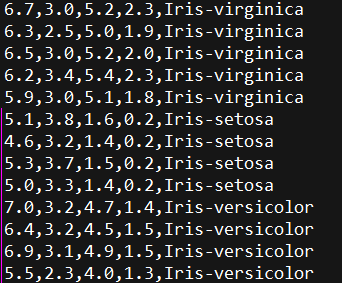 6.7,3.0,5.2,2.3,Iris-virginica
6.3,2.5,5.0,1.9,Iris-virginica
6.5,3.0,5.2,2.0,Iris-virginica
6.2,3.4,5.4,2.3,Iris-virginica
5.9,3.0,5.1,1.8,Iris-virginica
5.1,3.8,1.6,0.2,Iris-setosa
4.6,3.2,1.4,0.2,Iris-setosa
5.3,3.7,1.5,0.2,Iris-setosa
5.0,3.3,1.4,0.2,Iris-setosa
7.0,3.2,4.7,1.4,Iris-versicolor
6.4,3.2,4.5,1.5,Iris-versicolor
6.9,3.1,4.9,1.5,Iris-versicolor
5.5,2.3,4.0,1.3,Iris-versicolor